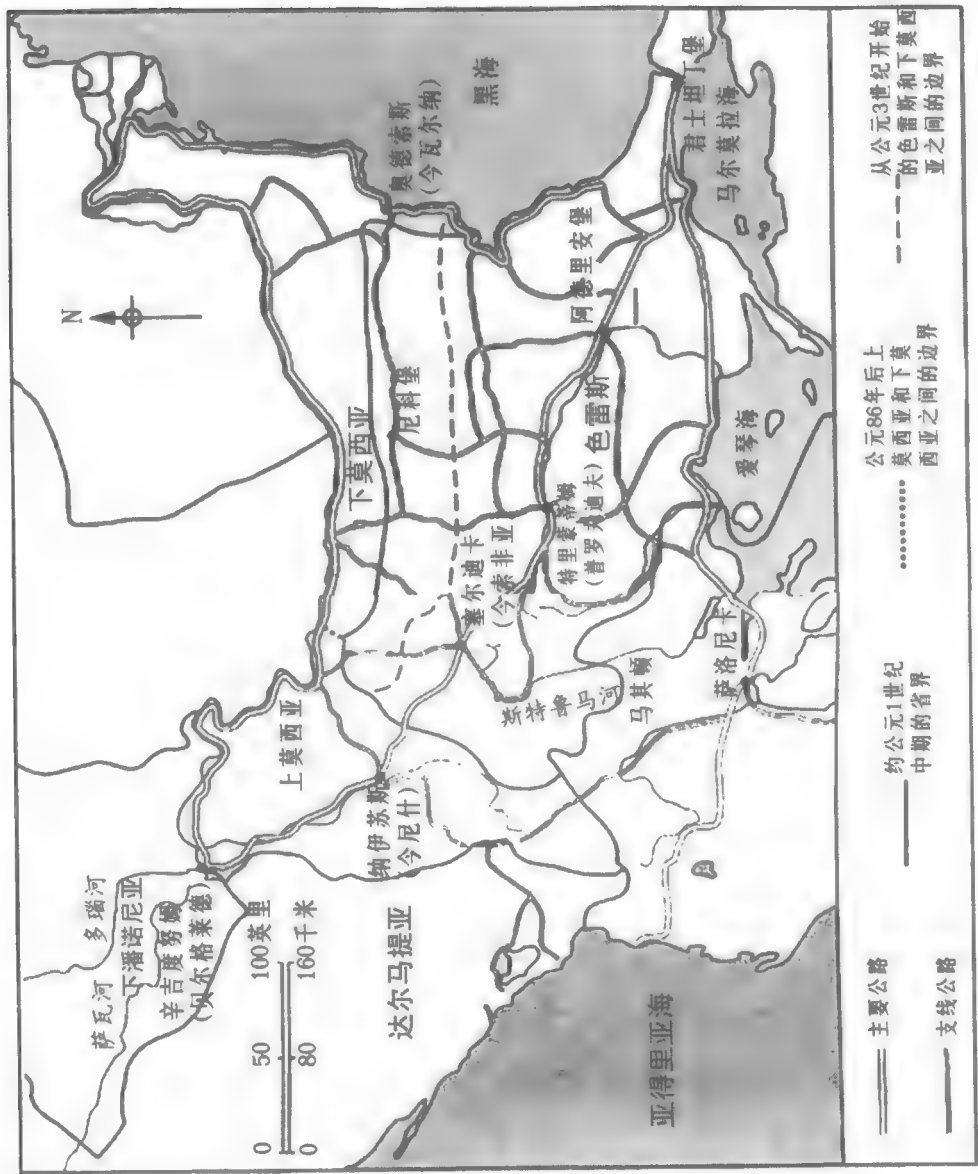 萨瓦河
多瑙河
下潘诺尼亚
辛吉度努姆
(贝尔格莱德)
0 50 100英里
0 80 160千米
N
上莫西亚
下莫西亚
尼科堡
奥德索斯
(今瓦尔纳)
黑海
达尔马提亚
纳伊苏斯
(今尼什)
塞尔迪卡
(今索非亚
特里蒙蒂姆
(普罗夫迪夫)
色雷斯
阿德里安堡
君士坦丁堡
马尔莫拉海
斯特鲁马河
马其顿
萨洛尼卡
爱琴海
亚得里亚海
主要公路
支线公路
约公元1世纪
中期的省界
公元86年后上
莫西亚和下莫
西亚之间的边界
从公元3世纪开始
的色雷斯和下莫西
亚之间的边界